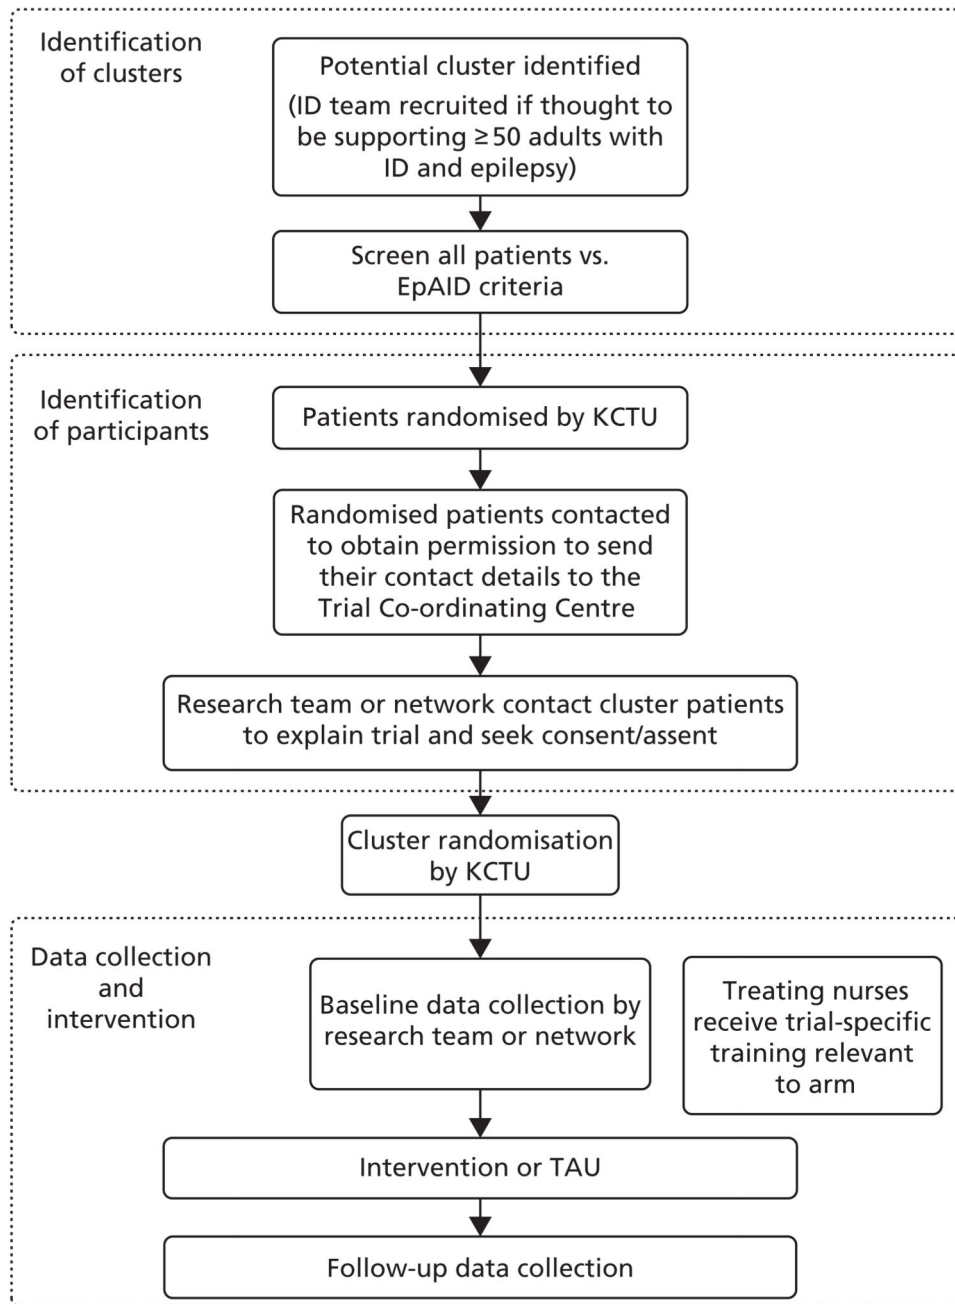 Identification
of clusters
Potential cluster identified
(ID team recruited if thought to
be supporting ≥50 adults with
ID and epilepsy)
Screen all patients vs.
EpAID criteria
Identification
of participants
Patients randomised by KCTU
Randomised patients contacted
to obtain permission to send
their contact details to the
Trial Co-ordinating Centre
Research team or network contact cluster patients
to explain trial and seek consent/assent
Cluster randomisation
by KCTU
Data collection
and
intervention
Baseline data collection by
research team or network
Treating nurses
receive trial-specific
training relevant
to arm
Intervention or TAU
Follow-up data collection